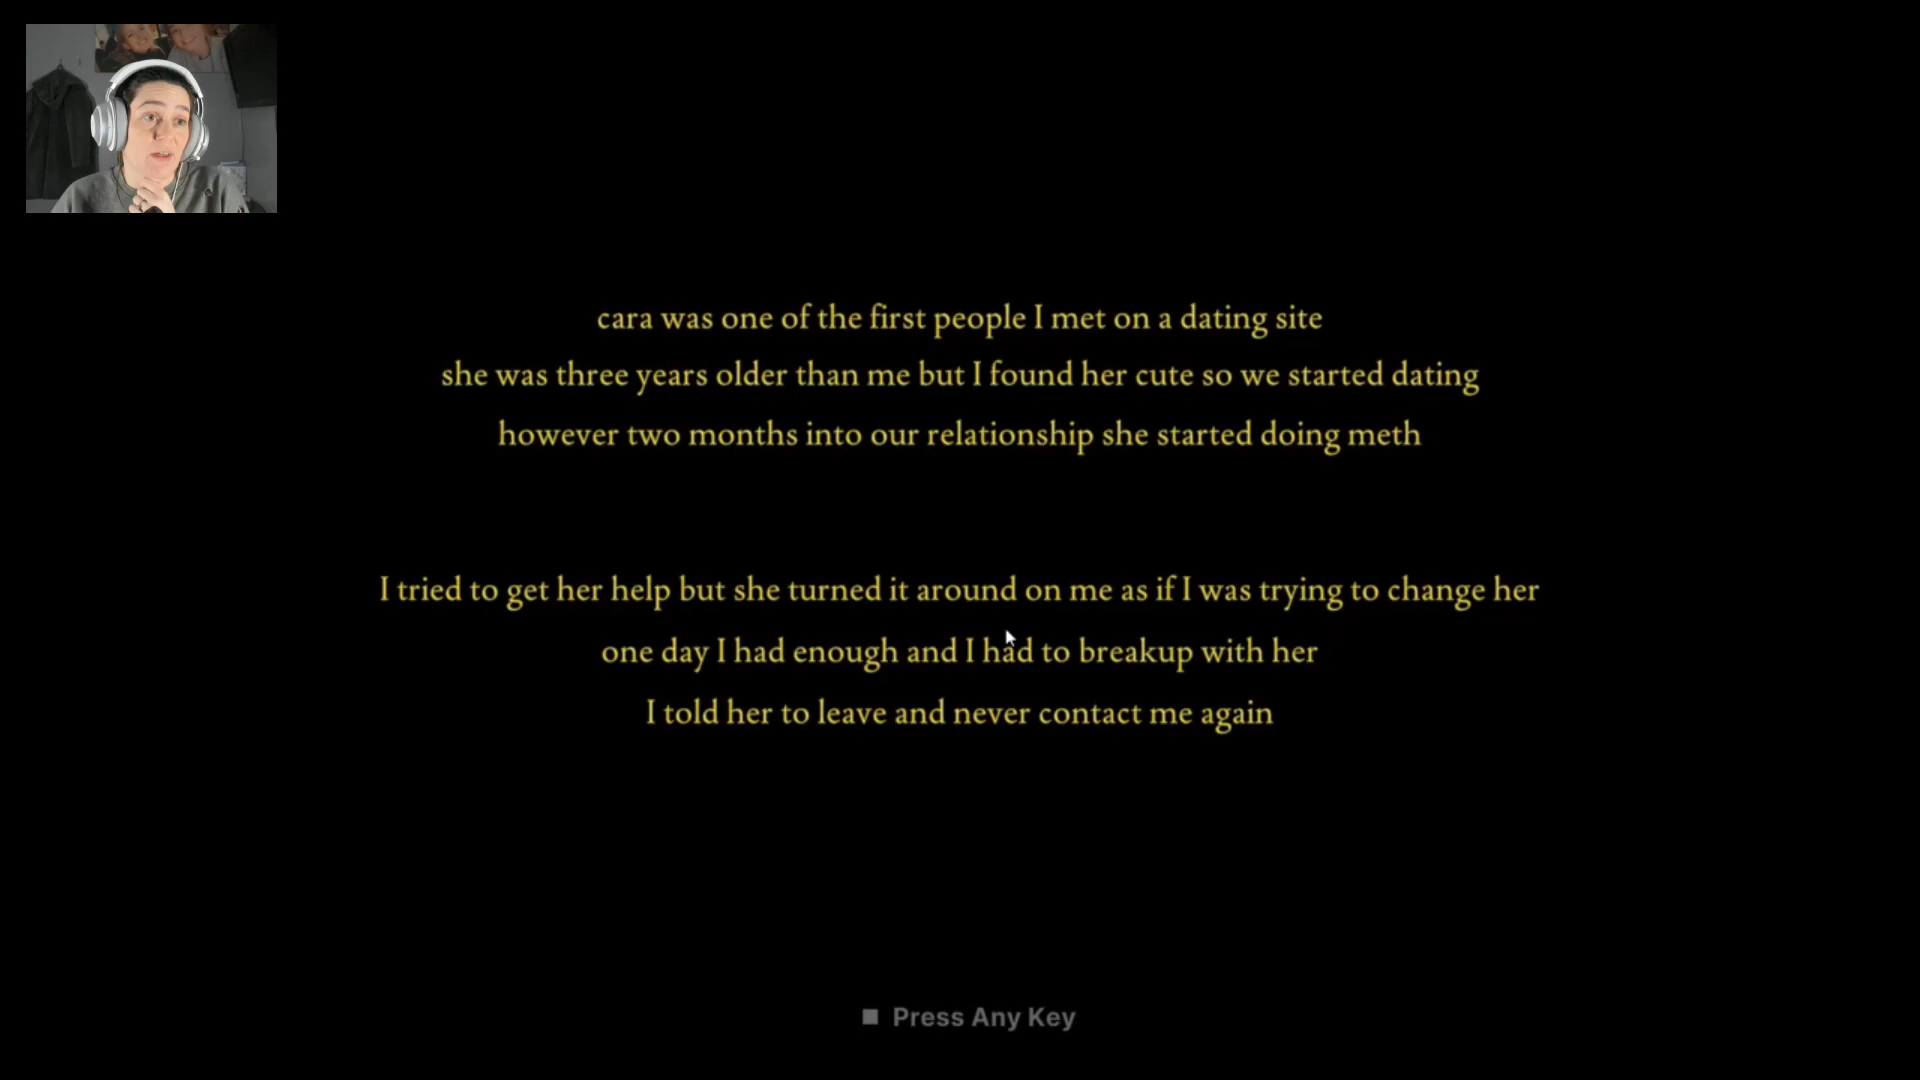 cara was one of the first people I met on a dating site
she was three years older than me but I found her cute so we started dating
however two months into our relationship she started doing meth
I tried to get her help but she turned it around on me as if I was trying to change her
one day I had enough and I had to breakup with her
I told her to leave and never contact me again
Press Any Key